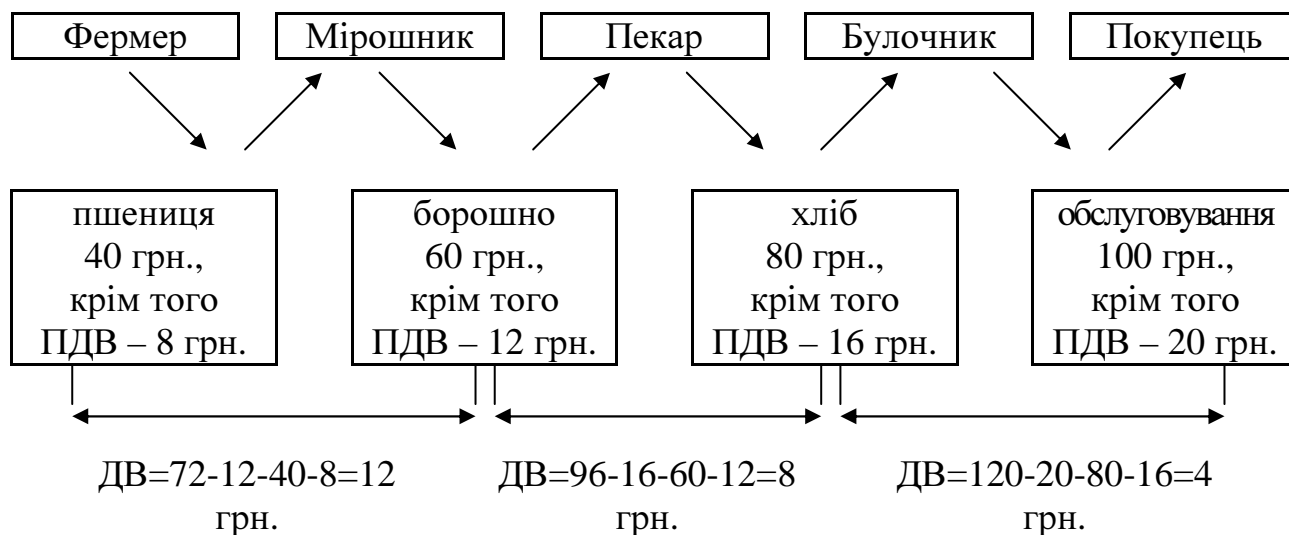 Фермер
Мірошник
Пекар
Булочник
Покупець
пшениця
40 грн.,
крім того
ПДВ – 8 грн.
борошно
60 грн.,
крім того
ПДВ – 12 грн.
хліб
80 грн.,
крім того
ПДВ – 16 грн.
обслуговування
100 грн.,
крім того
ПДВ – 20 грн.
ДВ=72-12-40-8=12
грн.
ДВ=96-16-60-12=8
грн.
ДВ=120-20-80-16=4
грн.